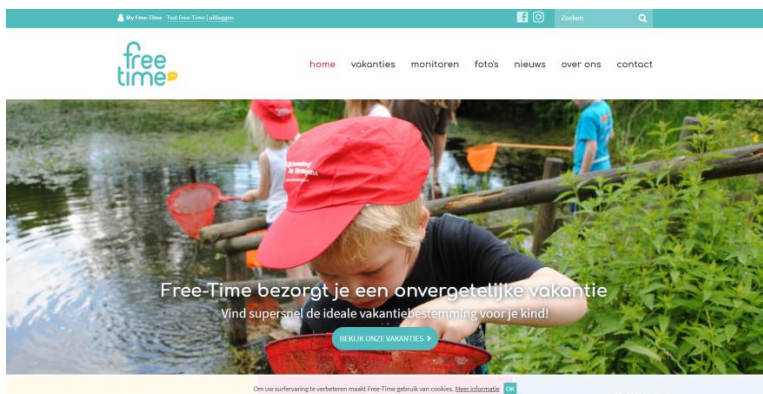 My Free-Time Test Free-Time | uitloggen
Zoeken
free
time
home vakanties monitoren foto's nieuws over ons contact
Free-Time bezorgt je een onvergetelijke vakantie
Vind supersnel de ideale vakantiebestemming voor je kind!
BEKIJK ONZE VAKANTIES
Om uw surfervaring te verbeteren maakt Free-Time gebruik van cookies. Meer informatie OK